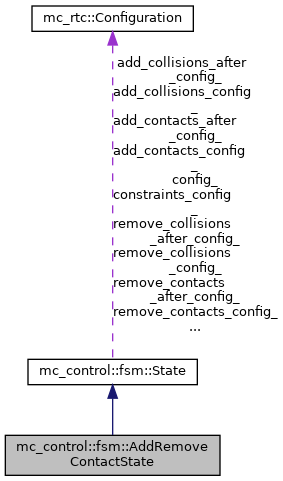 mc_rtc::Configuration
add_collisions_after
_config_
add_collisions_config
_
add_contacts_after
_config_
add_contacts_config
_
config_
constraints_config
_
remove_collisions
_after_config_
remove_collisions
_config_
remove_contacts
_after_config_
remove_contacts_config_
...
mc_control::fsm::State
mc_control::fsm::AddRemove
ContactState